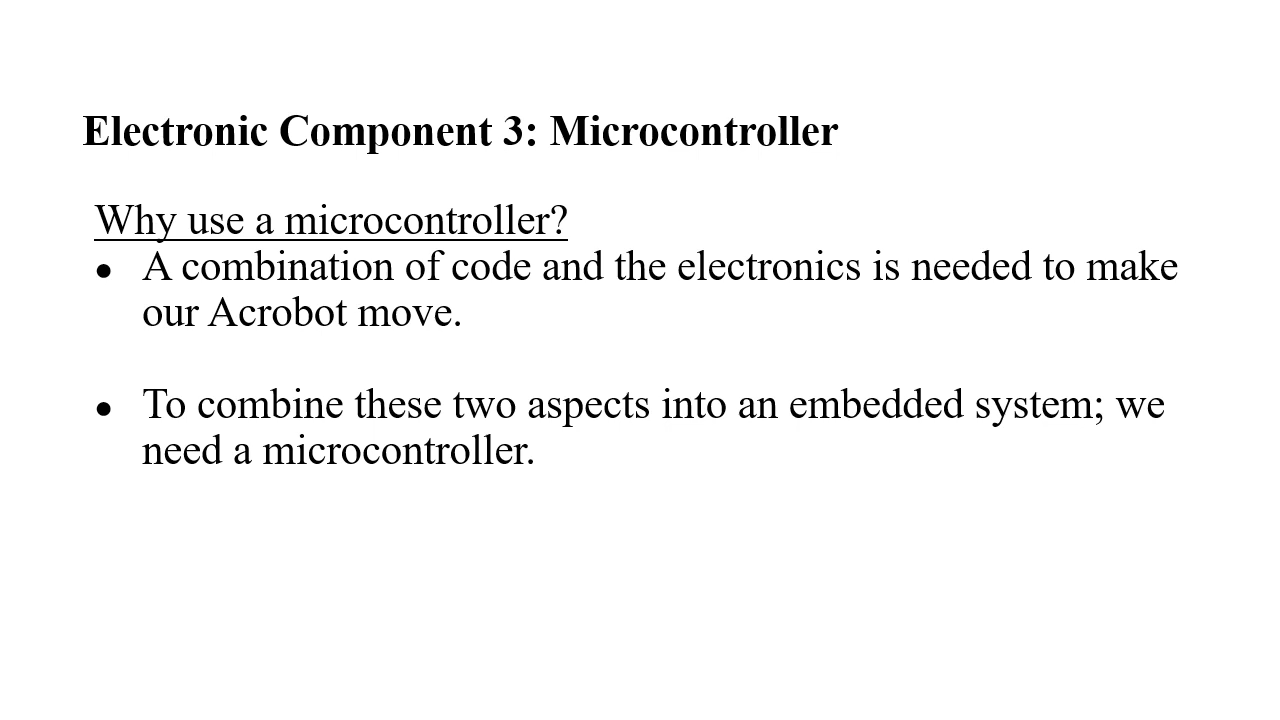 Electronic Component 3: Microcontroller
Why use a microcontroller?
● A combination of code and the electronics is needed to make
our Acrobot move.
● To combine these two aspects into an embedded system; we
need a microcontroller.